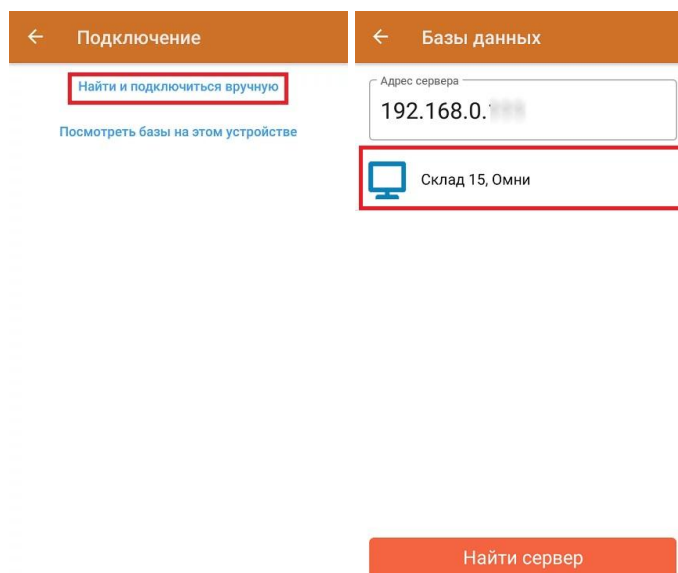 Подключение
Найти и подключиться вручную
Посмотреть базы на этом устройстве
Базы данных
Адрес сервера
192.168.0.
Склад 15, Омни
Найти сервер